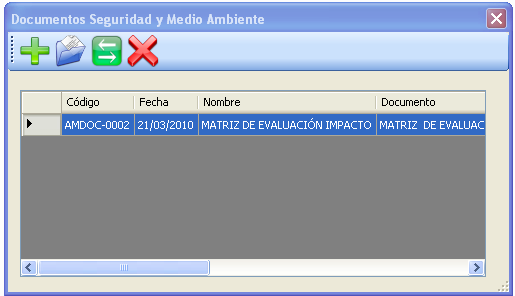 Documentos Seguridad y Medio Ambiente
Código Fecha Nombre Documento
AMDOC-0002 21/03/2010 MATRIZ DE EVALUACIÓN IMPACTO MATRIZ DE EVALUAC